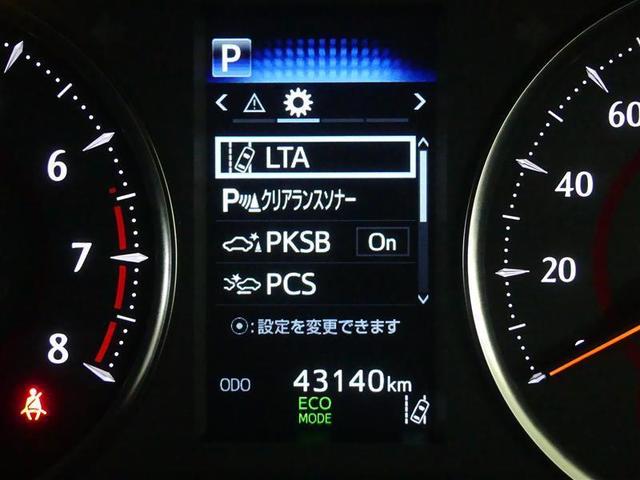 P
LTA
Pクリアランスソナー
PKSB On
PCS
:設定を変更できます
ODO 43140km
ECO
MODE
6
7
8
60
40
20